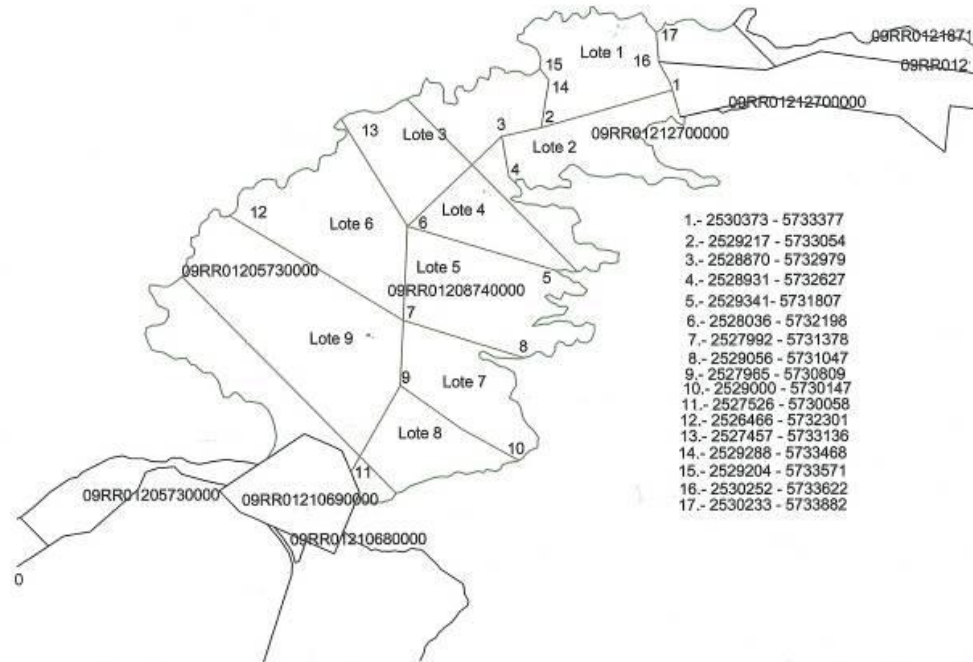 17
Lote 1
09RR0121871
16
15
09RR012
14
1
09RR01212700000
3
2
09RR01212700000
13
Lote 3
Lote 2
4
12
Lote 6
6
Lote 4
Lote 5
5
09RR01205730000
09RR01208740000
7
Lote 9
8
9
Lote 7
Lote 8
10
11
09RR01205730000
09RR01210690000
09RR01210680000
0
1.- 2530373 - 5733377
2.- 2529217 - 5733054
3.- 2528870 - 5732979
4.- 2528931 - 5732627
5.- 2529341 - 5731807
6.- 2528036 - 5732198
7.- 2527992 - 5731378
8.- 2529056 - 5731047
9.- 2527965 - 5730809
10.- 2529000 - 5730147
11.- 2527526 - 5730058
12.- 2526466 - 5732301
13.- 2527457 - 5733136
14.- 2529288 - 5733468
15.- 2529204 - 5733571
16.- 2530252 - 5733622
17.- 2530233 - 5733882